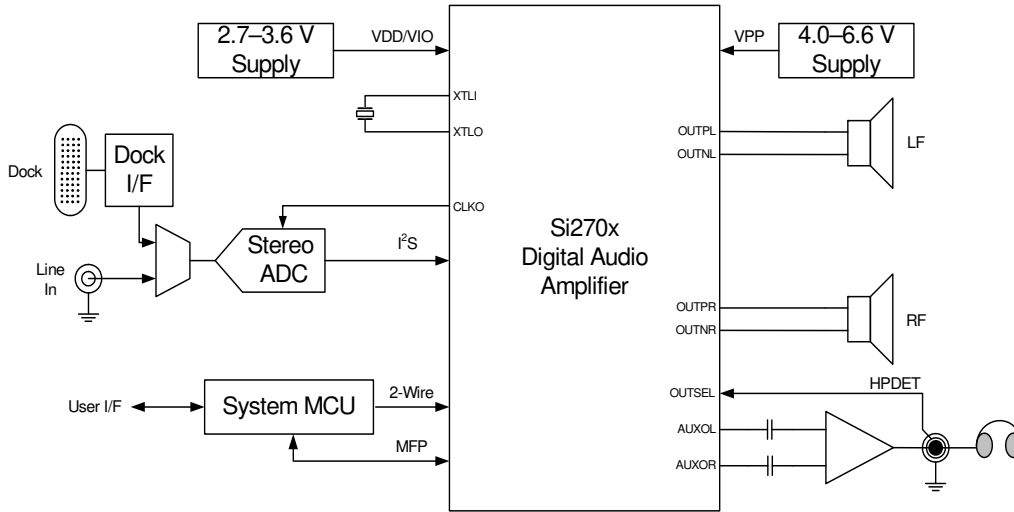 2.7–3.6 V
Supply
VDD/VIO
VPP
4.0–6.6 V
Supply
XTLI
XTLO
Dock
Dock
I/F
CLKO
Stereo
ADC
I²S
Line
In
Si270x
Digital Audio
Amplifier
OUTPL
OUTNL
LF
OUTPR
OUTNR
RF
User I/F
System MCU
2-Wire
MFP
OUTSEL
HPDET
AUXOL
AUXOR